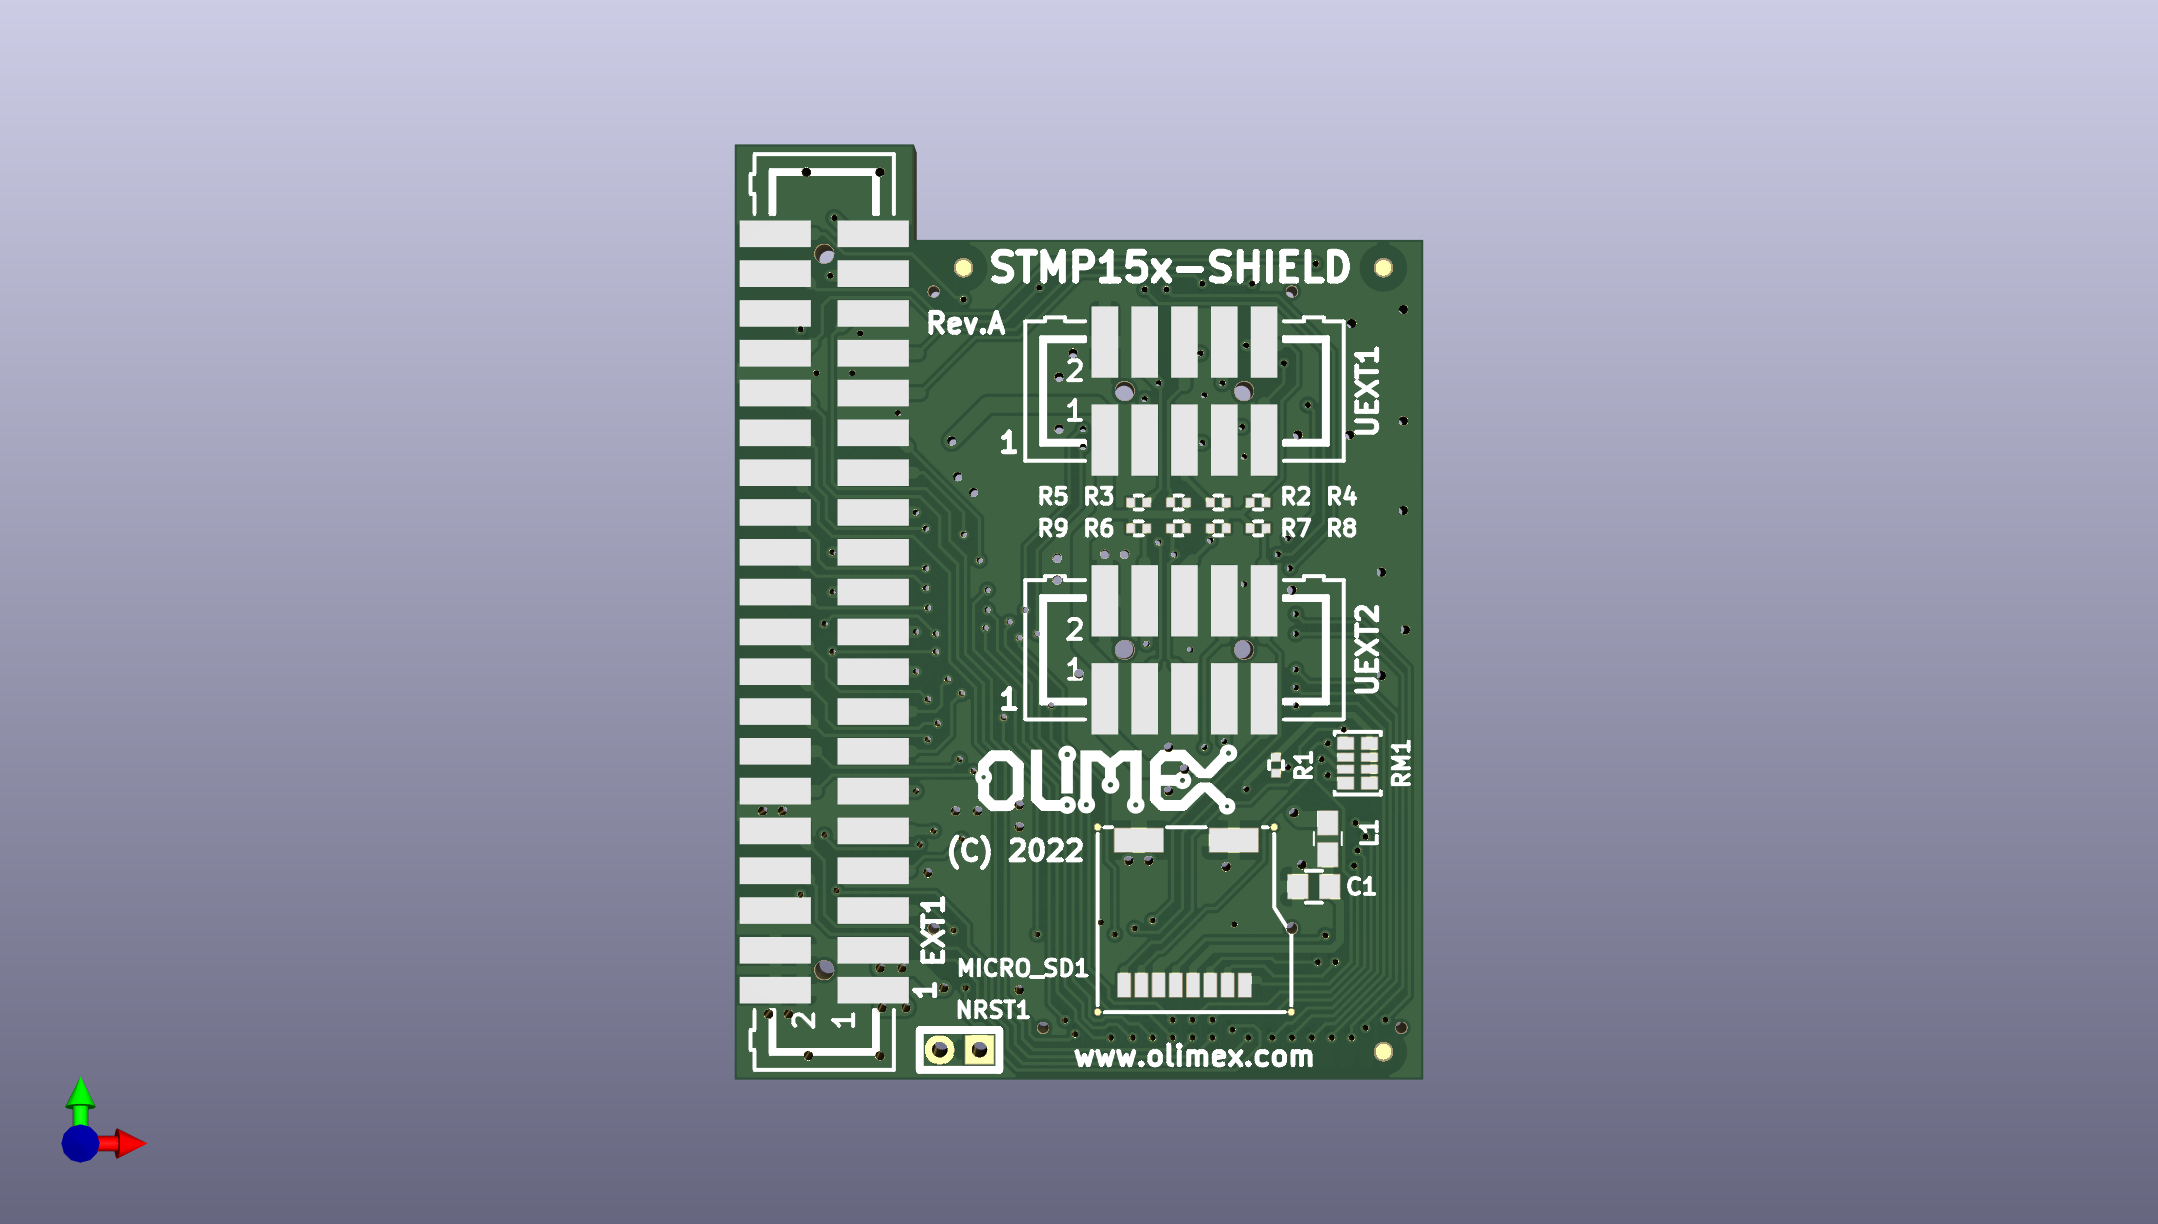 STMP15x-SHIELD
Rev.A
UEXT1
2
1
1
R5 R3 R2 R4
R9 R6 R7 R8
UEXT2
2
1
1
OLIMEX
R1
RM1
L1
(C) 2022
C1
EXT1
MICRO_SD1
1
NRST1
2 1
www.olimex.com